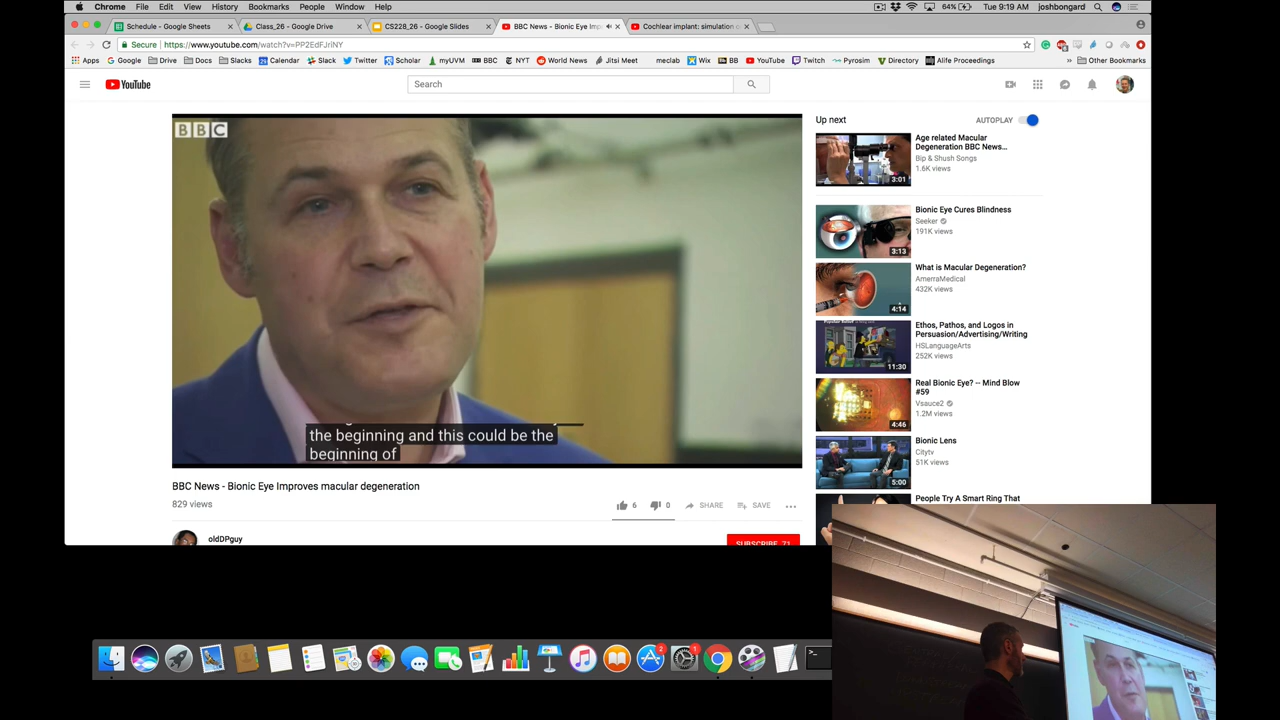 Chrome File Edit View History Bookmarks People Window Help 64% Tue 9:19 AM joshbongard
Schedule - Google Sheets Class_26 - Google Drive CS228_26 - Google Slides BBC News - Bionic Eye Imp Cochlear implant: simulation o
Secure https://www.youtube.com/watch?v=PP2EdFJriNY
Apps Google Drive Docs Slacks Calendar Slack Twitter Scholar myUVM BBC NYT World News Jitsi Meet meclab Wix BB YouTube Twitch Pyrosim Directory Alife Proceedings » Other Bookmarks
YouTube Search
BBC
the beginning and this could be the
beginning of
BBC News - Bionic Eye Improves macular degeneration
829 views
6 0 SHARE SAVE ...
oldDPguy
SUBSCRIBE 71
Up next AUTOPLAY
Age related Macular
Degeneration BBC News...
Bip & Shush Songs
1.6K views
3:01
Bionic Eye Cures Blindness
Seeker
191K views
3:13
What is Macular Degeneration?
AmerraMedical
432K views
4:14
Ethos, Pathos, and Logos in
Persuasion/Advertising/Writing
HSLanguageArts
252K views
11:30
Real Bionic Eye? -- Mind Blow
#59
Vsauce2
1.2M views
4:46
Bionic Lens
Citytv
51K views
5:00
People Try A Smart Ring That
2
1
>_